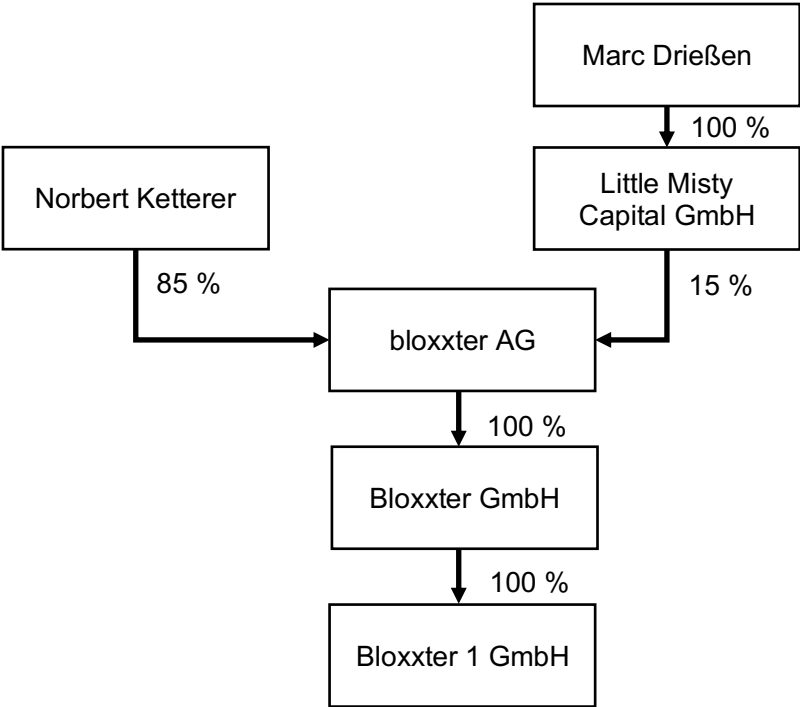 Marc Drießen
100 %
Norbert Ketterer
Little Misty
Capital GmbH
85 %
15 %
bloxxter AG
100 %
Bloxxter GmbH
100 %
Bloxxter 1 GmbH